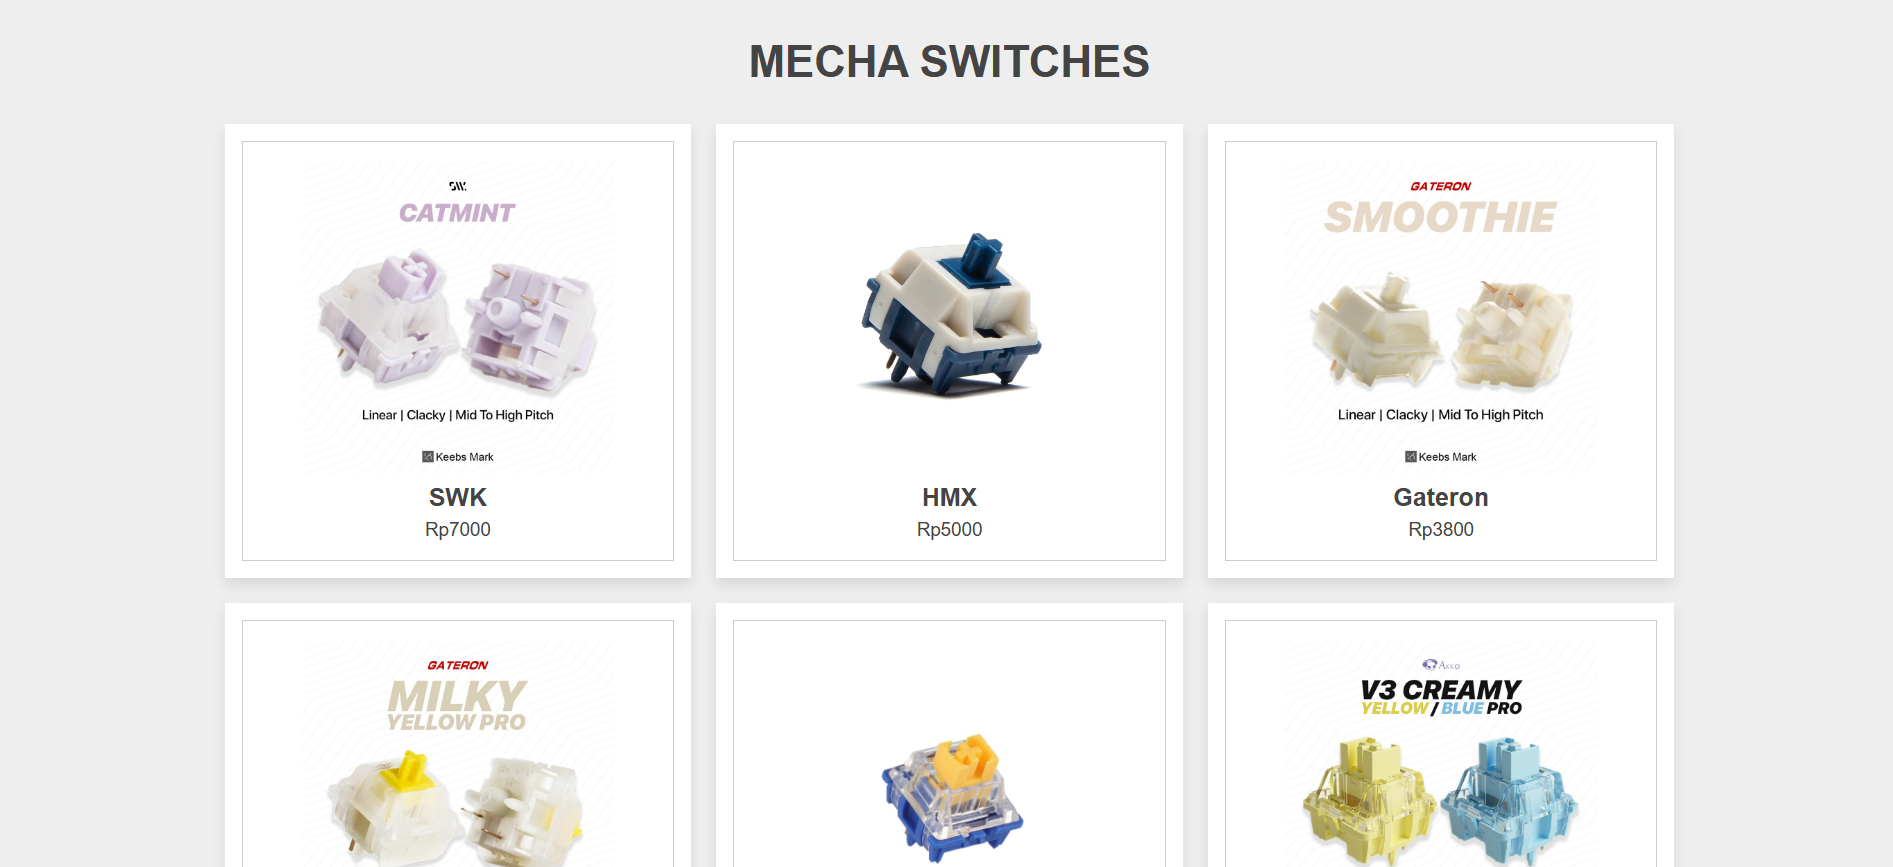 MECHA SWITCHES
SW.
CATMINT
Linear | Clacky | Mid To High Pitch
Keebs Mark
SWK
Rp7000
HMX
Rp5000
GATERON
SMOOTHIE
Linear | Clacky | Mid To High Pitch
Keebs Mark
Gateron
Rp3800
GATERON
MILKY
YELLOW PRO
AKKO
V3 CREAMY
YELLOW / BLUE PRO